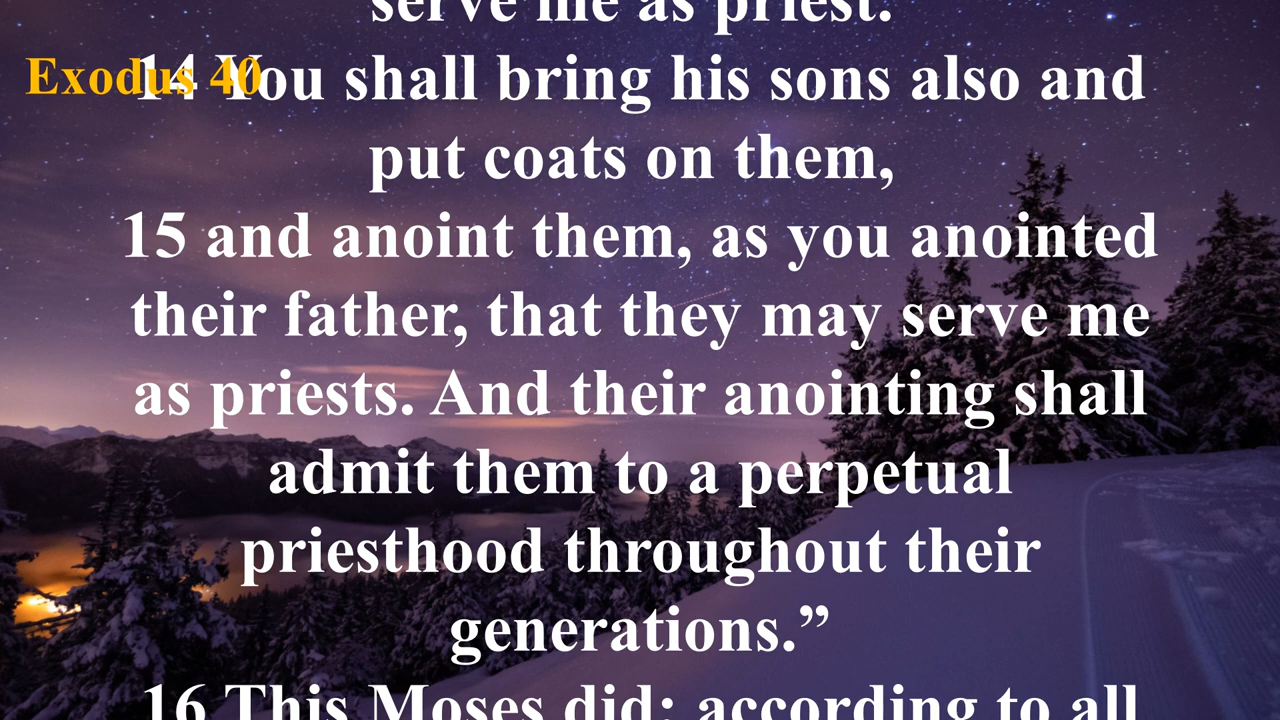 serve me as priest.
Exodus 40
14 You shall bring his sons also and
put coats on them,
15 and anoint them, as you anointed
their father, that they may serve me
as priests. And their anointing shall
admit them to a perpetual
priesthood throughout their
generations.”
16 This Moses did; according to all